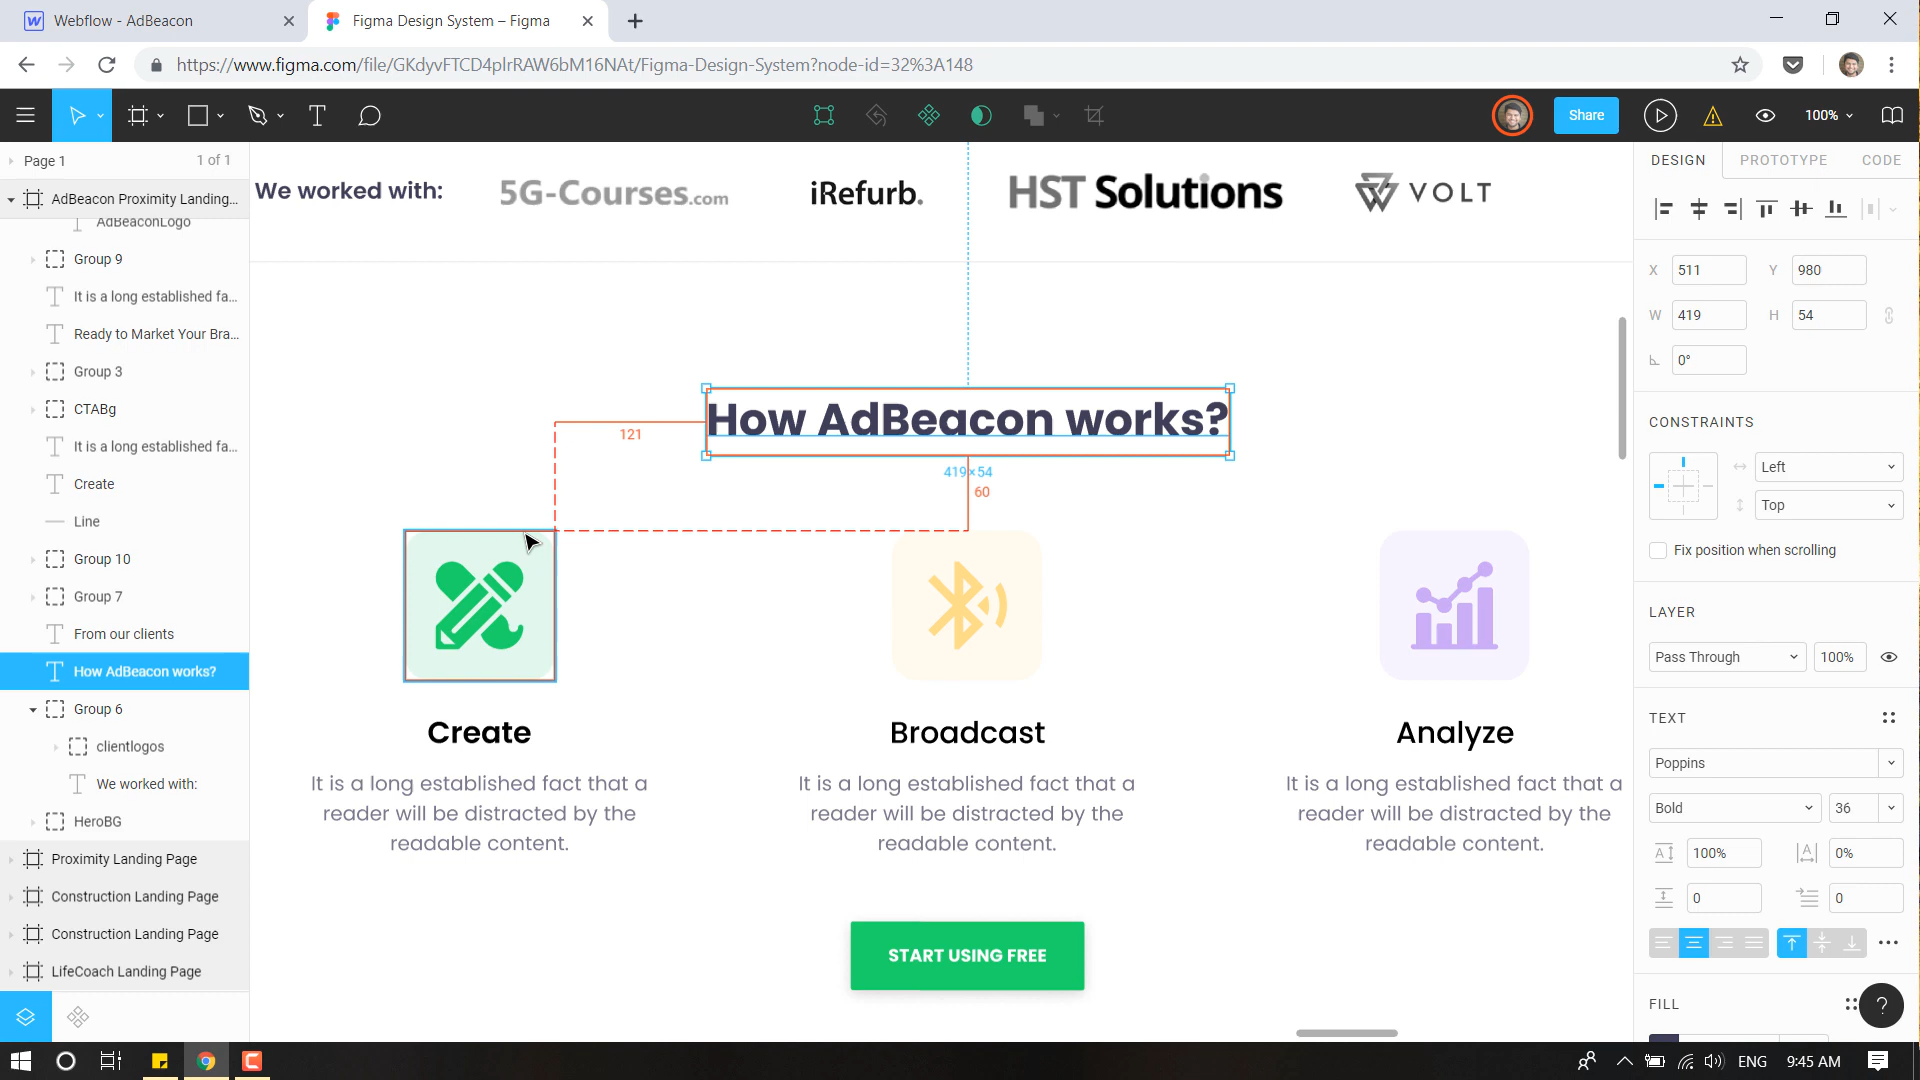 Webflow - AdBeacon
Figma Design System – Figma
https://www.figma.com/file/GKdyvFTCD4plrRAW6bM16NAt/Figma-Design-System?node-id=32%3A148
Share
100%
Page 1
1 of 1
AdBeacon Proximity Landing...
AdBeaconLogo
Group 9
It is a long established fa...
Ready to Market Your Bra...
Group 3
CTABg
It is a long established fa...
Create
Line
Group 10
Group 7
From our clients
How AdBeacon works?
Group 6
clientlogos
We worked with:
HeroBG
Proximity Landing Page
Construction Landing Page
Construction Landing Page
LifeCoach Landing Page
We worked with:
5G-Courses.com
iRefurb.
HST Solutions
VOLT
How AdBeacon works?
121
419×54
60
Create
It is a long established fact that a
reader will be distracted by the
readable content.
Broadcast
It is a long established fact that a
reader will be distracted by the
readable content.
Analyze
It is a long established fact that a
reader will be distracted by the
readable content.
START USING FREE
DESIGN
PROTOTYPE
CODE
X 511
Y 980
W 419
H 54
0°
CONSTRAINTS
Left
Top
Fix position when scrolling
LAYER
Pass Through
100%
TEXT
Poppins
Bold
36
100%
0%
0
0
FILL
?
ENG
9:45 AM